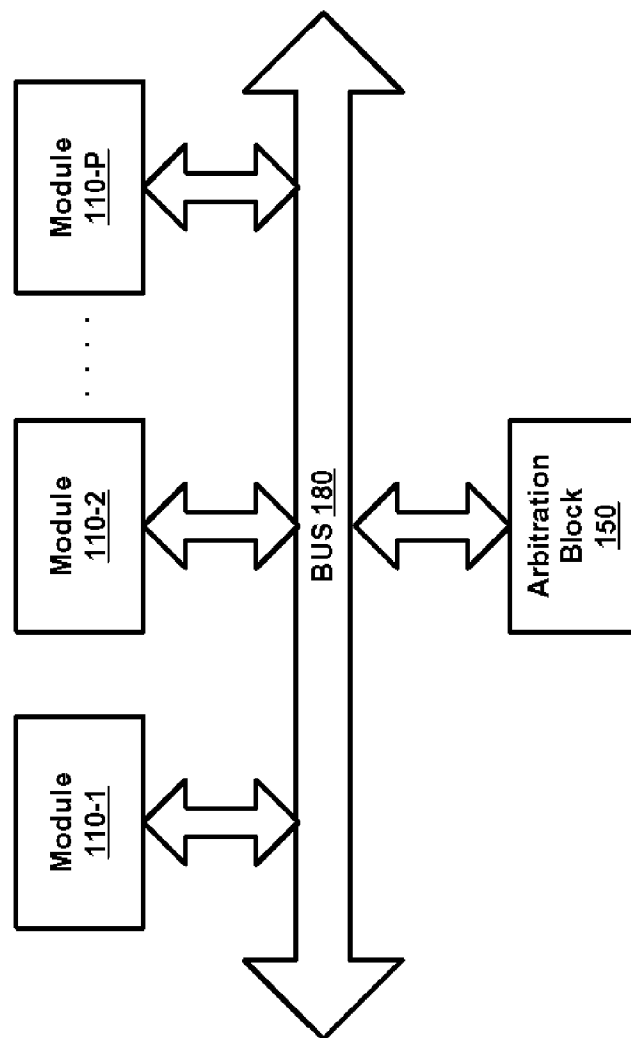 Module
110-1
Module
110-2
. . . .
Module
110-P
BUS 180
Arbitration
Block
150